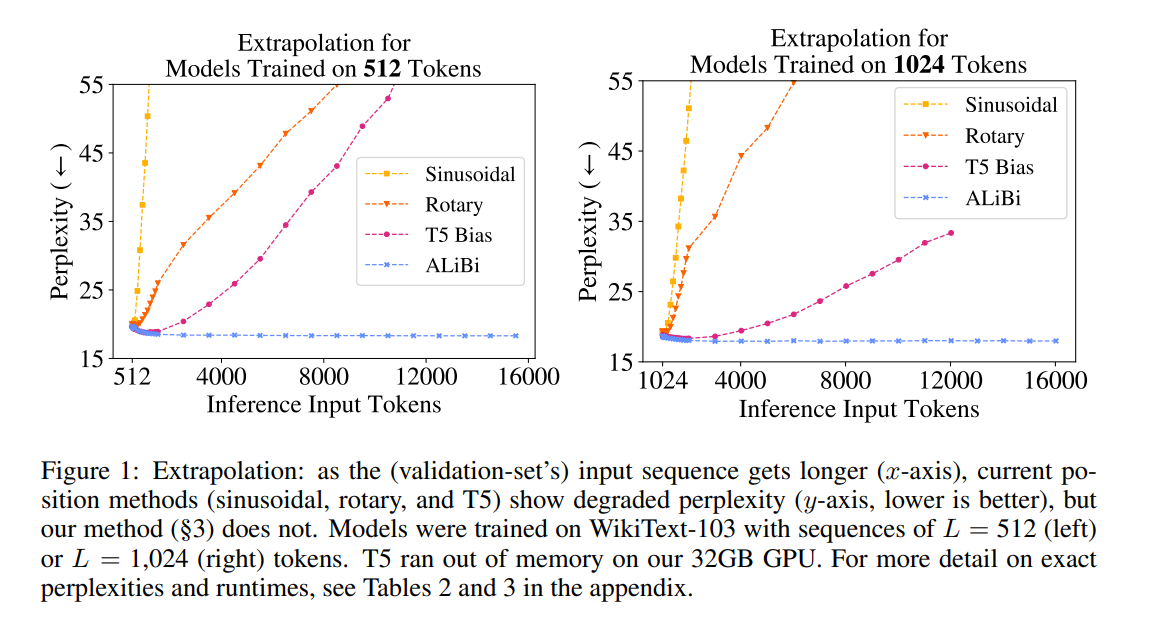 Extrapolation for
Models Trained on 512 Tokens
55
45
35
25
15
Perplexity (←)
Sinusoidal
Rotary
T5 Bias
ALiBi
512
4000
8000
12000
16000
Inference Input Tokens
Extrapolation for
Models Trained on 1024 Tokens
55
45
35
25
15
Perplexity (←)
Sinusoidal
Rotary
T5 Bias
ALiBi
1024
4000
8000
12000
16000
Inference Input Tokens
Figure 1: Extrapolation: as the (validation-set's) input sequence gets longer (x-axis), current po-
sition methods (sinusoidal, rotary, and T5) show degraded perplexity (y-axis, lower is better), but
our method (§3) does not. Models were trained on WikiText-103 with sequences of L = 512 (left)
or L = 1,024 (right) tokens. T5 ran out of memory on our 32GB GPU. For more detail on exact
perplexities and runtimes, see Tables 2 and 3 in the appendix.